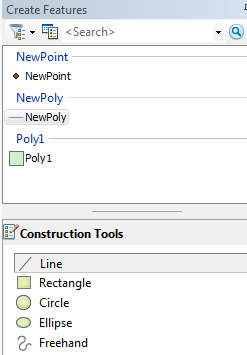 Create Features
<Search>
NewPoint
NewPoint
NewPoly
NewPoly
Poly1
Poly1
Construction Tools
Line
Rectangle
Circle
Ellipse
Freehand